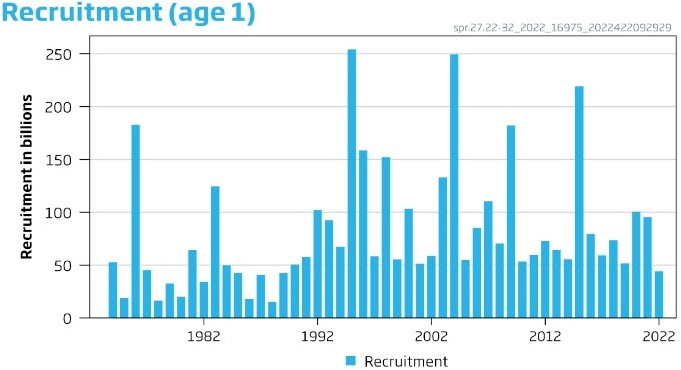 Recruitment (age 1)
spr.27.22-32_2022_16975_2022422092929
Recruitment in billions
250
200
150
100
50
0
1982
1992
2002
2012
2022
Recruitment